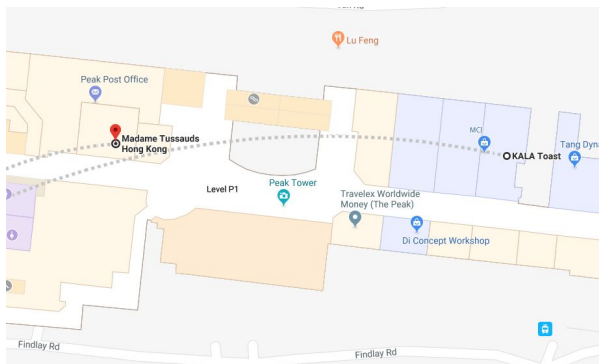 Lu Feng
Peak Post Office
Madame Tussauds
Hong Kong
MCI
KALA Toast
Tang Dyna
Level P1
Peak Tower
Travelex Worldwide
Money (The Peak)
Di Concept Workshop
Findlay Rd
Findlay Rd